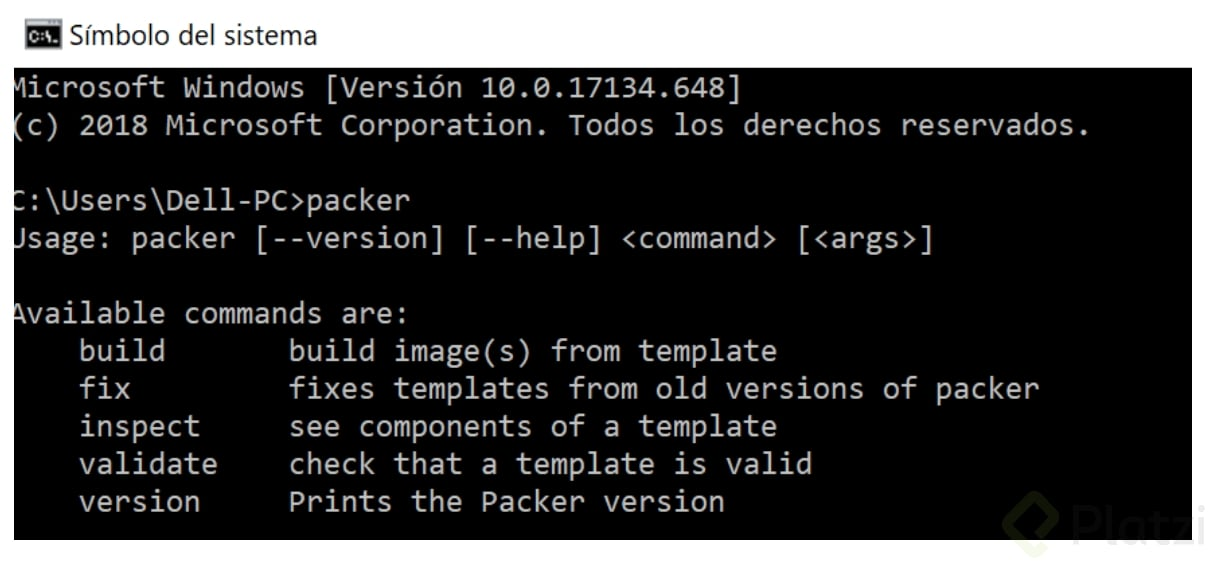 Símbolo del sistema
Microsoft Windows [Versión 10.0.17134.648]
(c) 2018 Microsoft Corporation. Todos los derechos reservados.
C:\Users\Dell-PC>packer
Usage: packer [--version] [--help] <command> [<args>]
Available commands are:
build build image(s) from template
fix fixes templates from old versions of packer
inspect see components of a template
validate check that a template is valid
version Prints the Packer version
Platzi